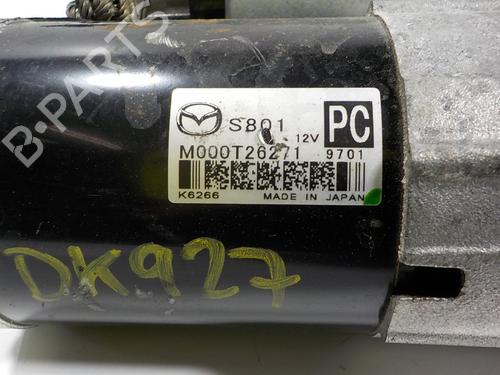 B-PARTS
S801 12V PC
M000T26271 9701
K6266 MADE IN JAPAN
DK927